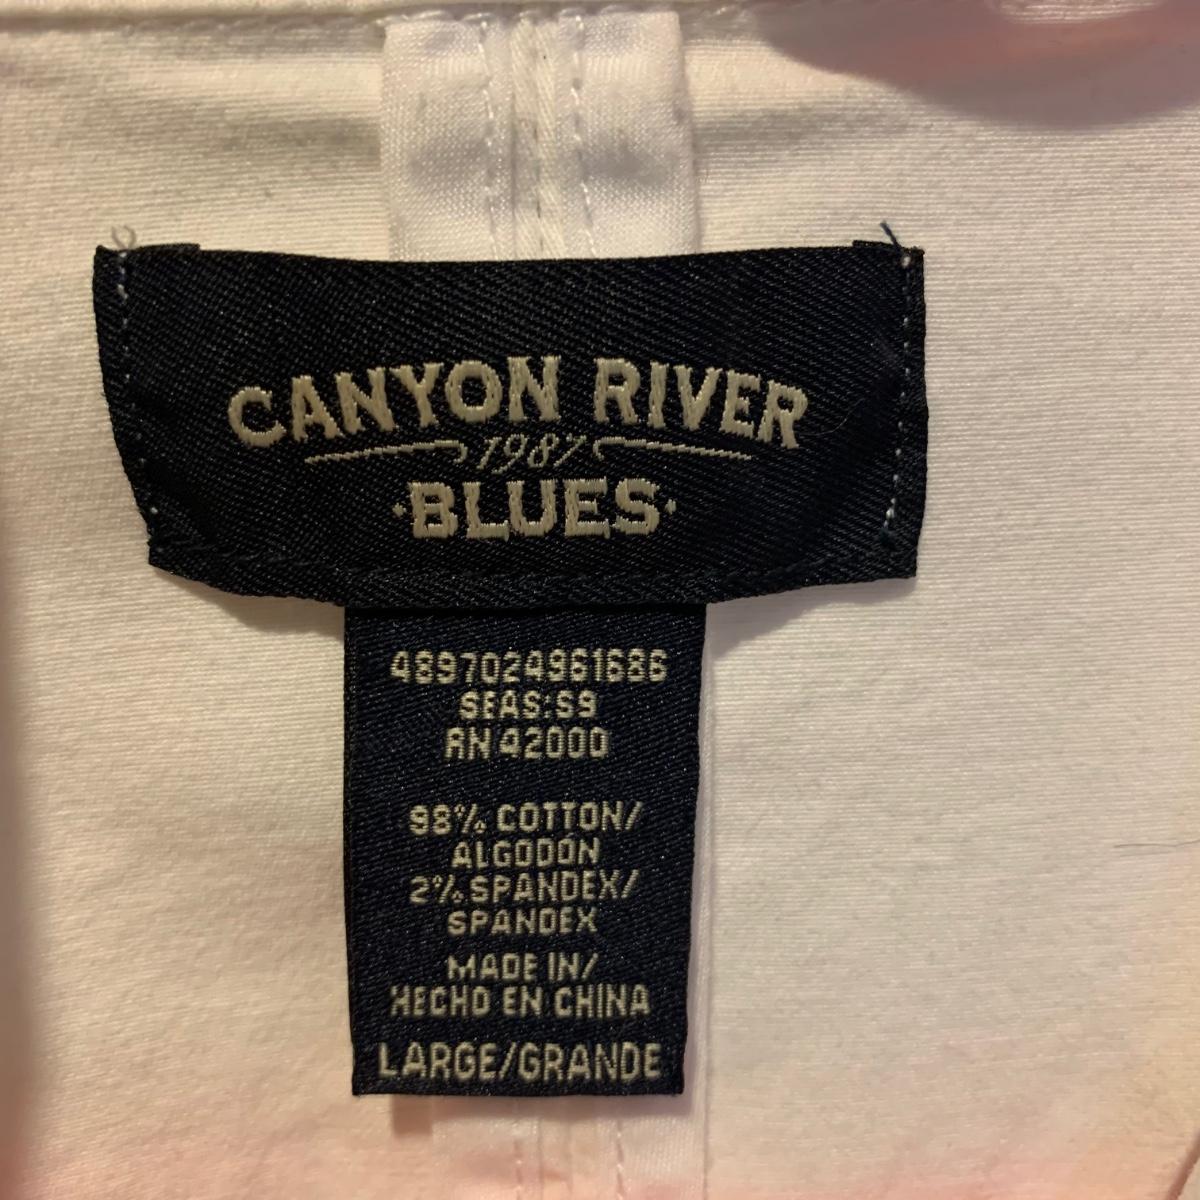 CANYON RIVER
1987
·BLUES·
4897024961686
SEAS:S9
RN 42000
98% COTTON/
ALGODÓN
2% SPANDEX/
SPANDEX
MADE IN/
HECHO EN CHINA
LARGE/GRANDE